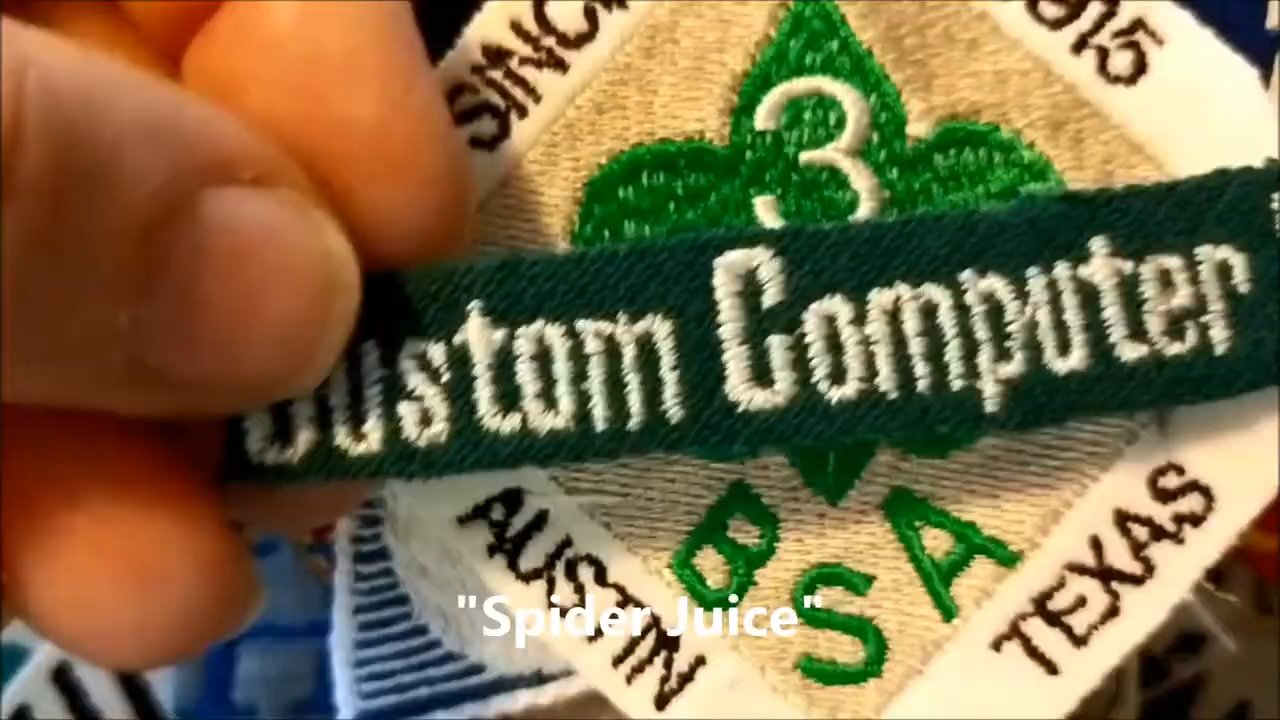 3
Custom Computer
BSA
AUSTIN
TEXAS
"Spider Juice"